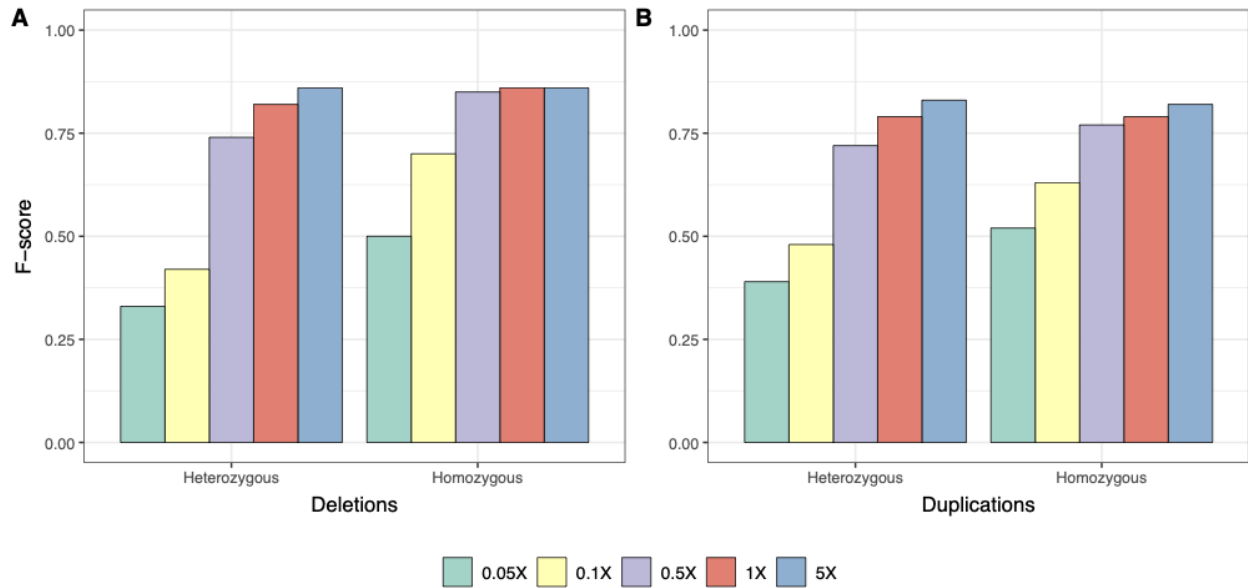 A
B
F-score
1.00
0.75
0.50
0.25
0.00
Heterozygous Homozygous
Deletions
1.00
0.75
0.50
0.25
0.00
Heterozygous Homozygous
Duplications
0.05X 0.1X 0.5X 1X 5X